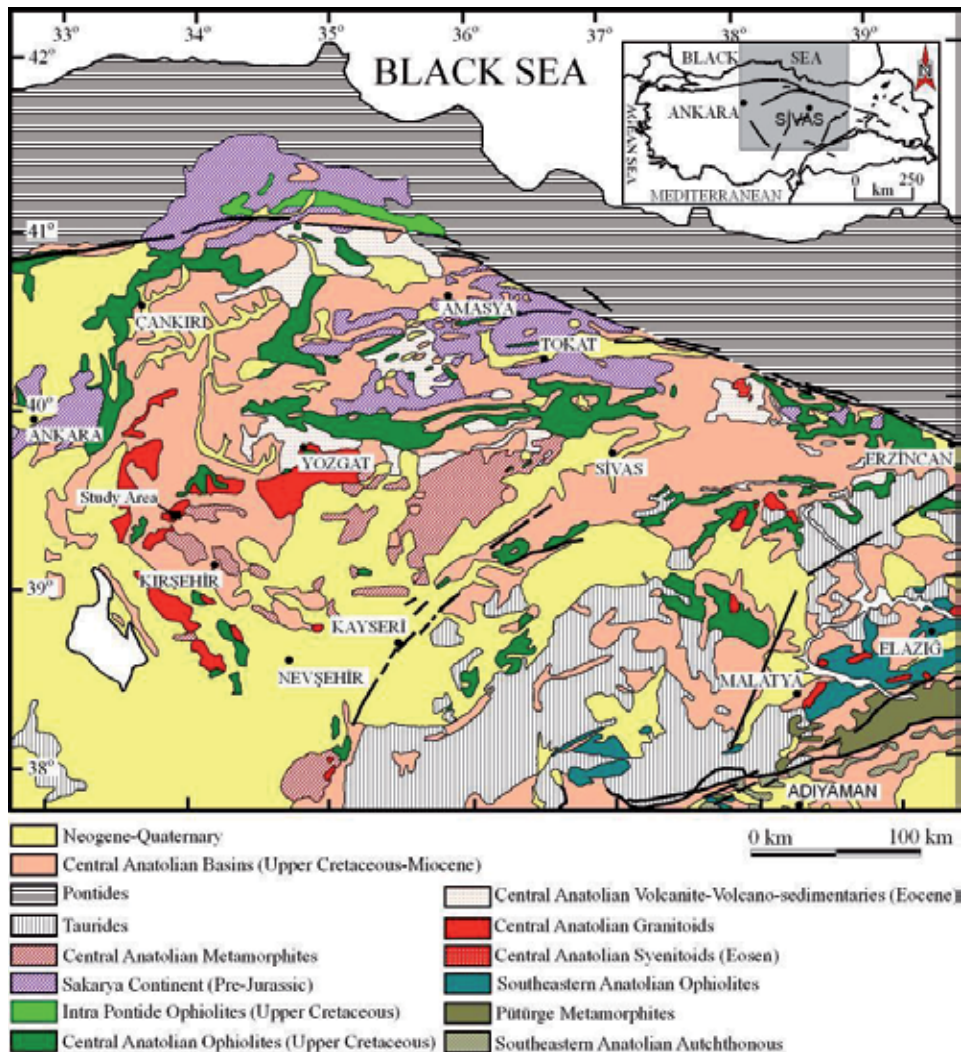 33° 34° 35° 36° 37° 38° 39°
42°
BLACK SEA
BLACK SEA
N
ANKARA
SİVAS
AGEAN SEA
MEDITERRANEAN
0 250
km
41°
ÇANKIRI
AMASYA
TOKAT
40°
ANKARA
YOZGAT
SİVAS
ERZİNCAN
Study Area
39°
KIRŞEHİR
KAYSERİ
ELAZIĞ
NEVŞEHİR
MALATYA
38°
ADIYAMAN
Neogene-Quaternary
Central Anatolian Basins (Upper Cretaceous-Miocene)
Pontides
Taurides
Central Anatolian Metamorphites
Sakarya Continent (Pre-Jurassic)
Intra Pontide Ophiolites (Upper Cretaceous)
Central Anatolian Ophiolites (Upper Cretaceous)
0 km 100 km
Central Anatolian Volcanite-Volcano-sedimentaries (Eocene)
Central Anatolian Granitoids
Central Anatolian Syenitoids (Eosen)
Southeastern Anatolian Ophiolites
Pütürge Metamorphites
Southeastern Anatolian Autchthonous